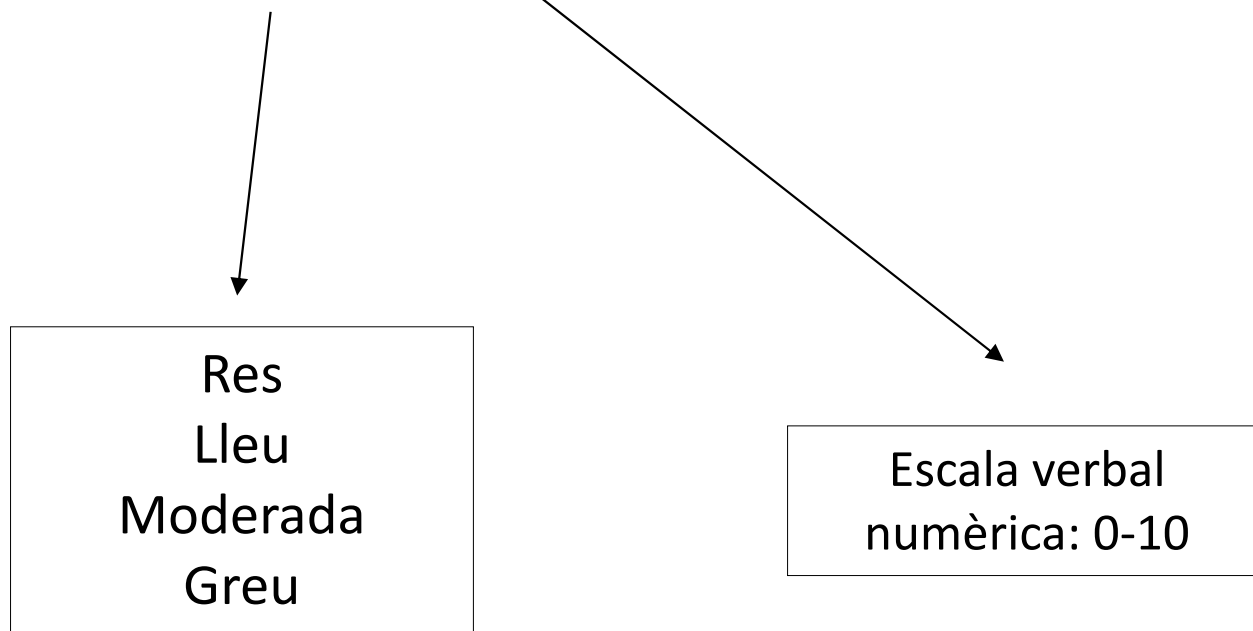 Res
Lleu
Moderada
Greu
Escala verbal
numèrica: 0-10